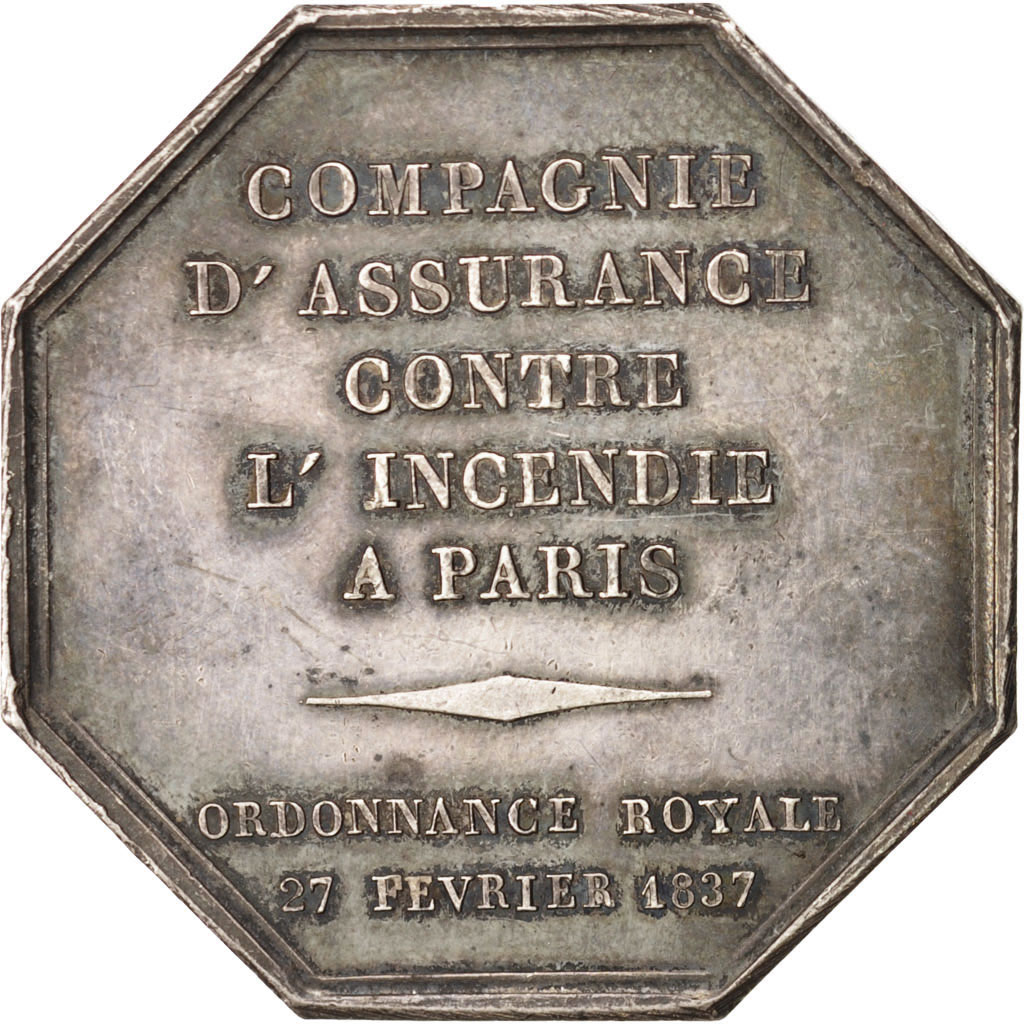 COMPAGNIE
D' ASSURANCE
CONTRE
L' INCENDIE
A PARIS
ORDONNANCE ROYALE
27 FEVRIER 1837